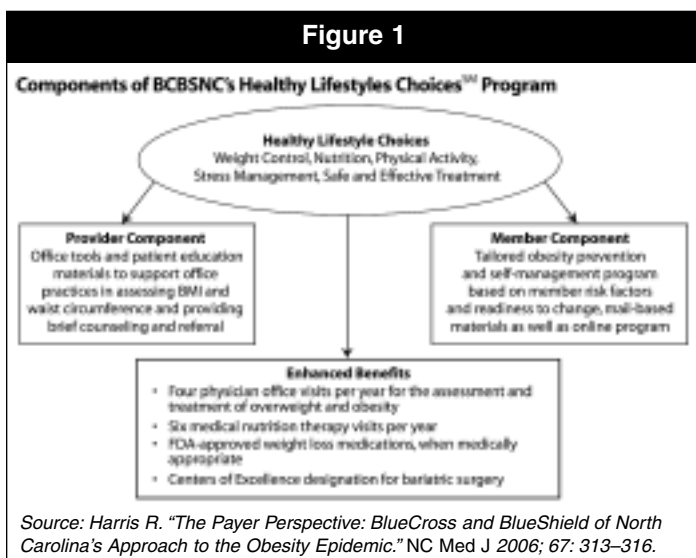 Figure 1
Components of BCBSNC's Healthy Lifestyles Choices℠ Program
Healthy Lifestyle Choices
Weight Control, Nutrition, Physical Activity,
Stress Management, Safe and Effective Treatment
Provider Component
Office tools and patient education
materials to support office
practices in assessing BMI and
waist circumference and providing
brief counseling and referral
Member Component
Tailored obesity prevention
and self-management program
based on member risk factors
and readiness to change, mail-based
materials as well as online program
Enhanced Benefits
• Four physician office visits per year for the assessment and
treatment of overweight and obesity
• Six medical nutrition therapy visits per year
• FDA-approved weight loss medications, when medically
appropriate
• Centers of Excellence designation for bariatric surgery
Source: Harris R. "The Payer Perspective: BlueCross and BlueShield of North
Carolina's Approach to the Obesity Epidemic." NC Med J 2006; 67: 313–316.